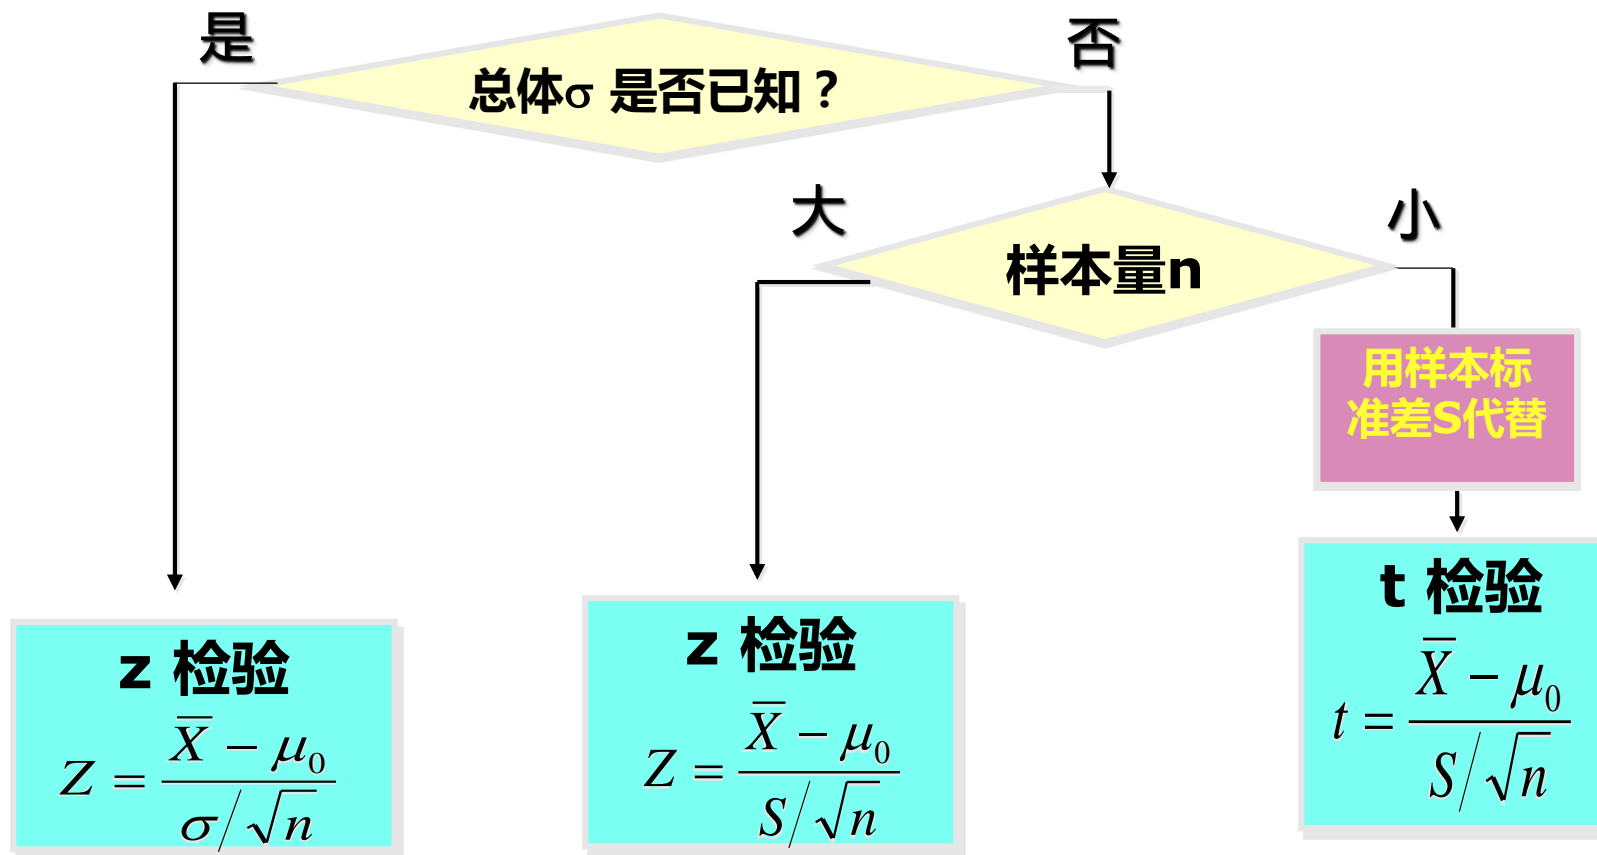 是
否
总体σ 是否已知？
大
小
样本量n
用样本标
准差S代替
z 检验
Z = (X̅ − μ₀) / (σ/√n)
z 检验
Z = (X̅ − μ₀) / (S/√n)
t 检验
t = (X̅ − μ₀) / (S/√n)